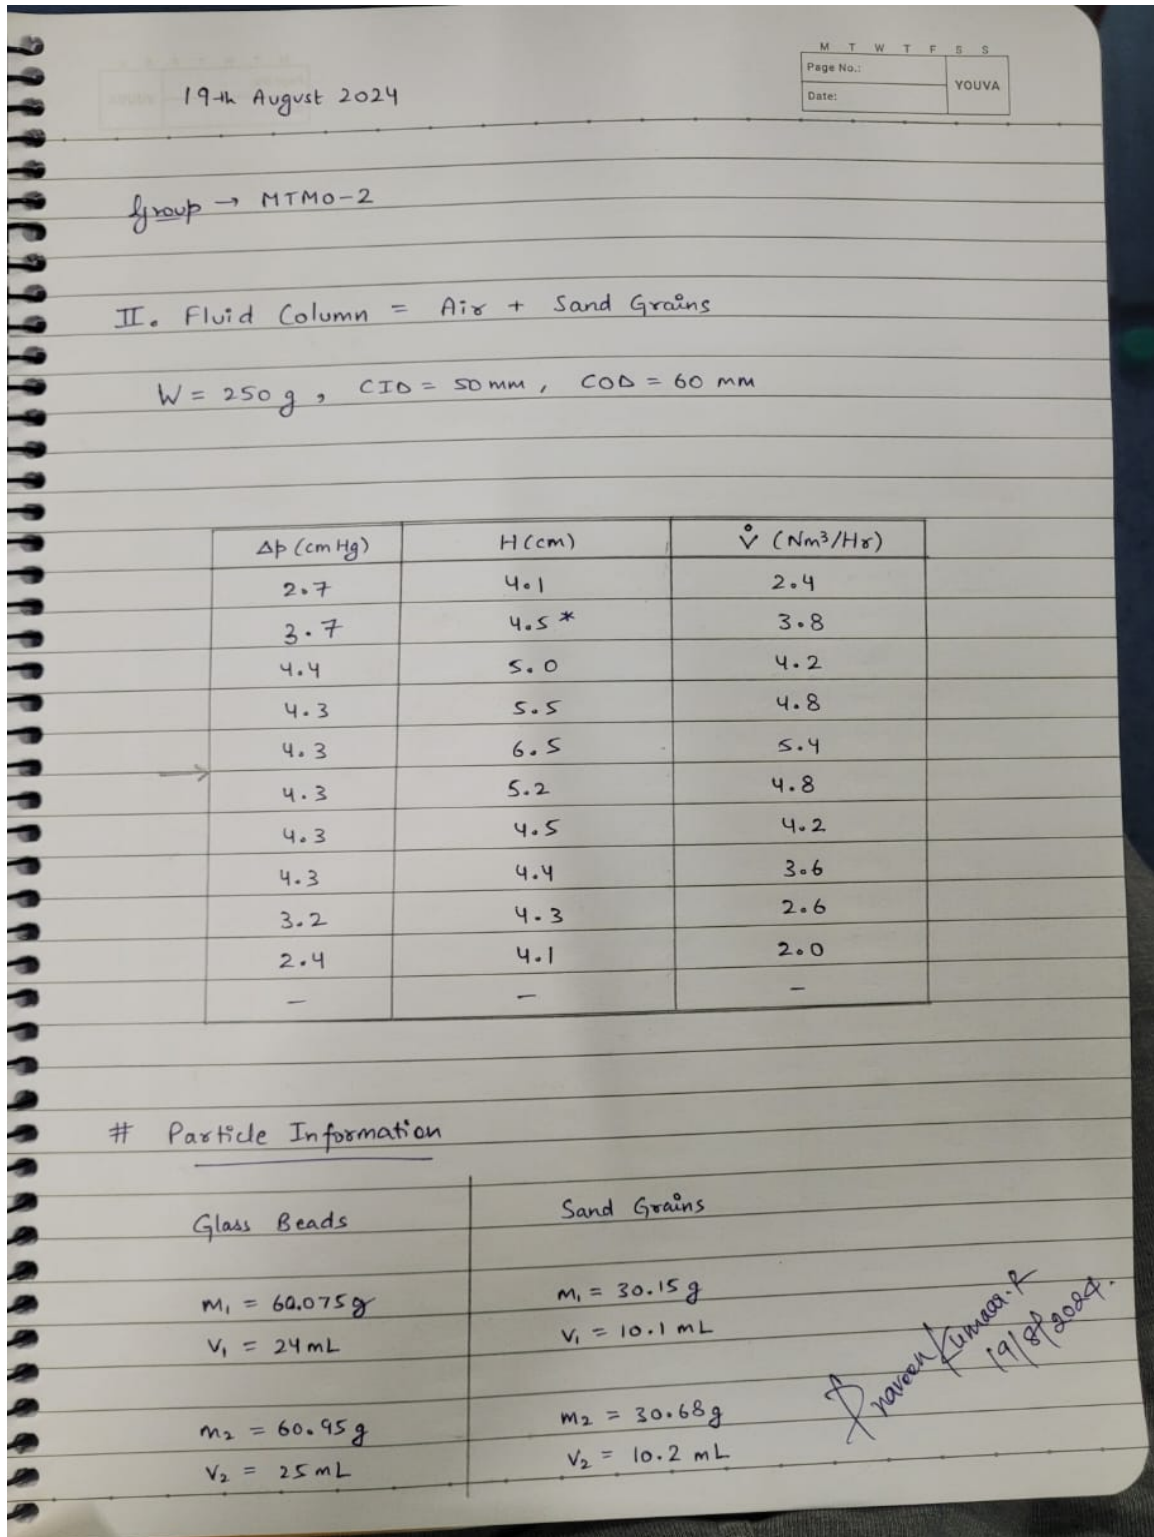 M T W T F S S
Page No.:
YOUVA
Date:
19th August 2024
Group → MTMO-2
II. Fluid Column = Air + Sand Grains
W = 250 g, CID = 50 mm, COD = 60 mm
Δp (cm Hg) H (cm) V̊ (Nm³/Hr)
2.7 4.1 2.4
3.7 4.5 * 3.8
4.4 5.0 4.2
4.3 5.5 4.8
4.3 6.5 5.4
→
4.3 5.2 4.8
4.3 4.5 4.2
4.3 4.4 3.6
3.2 4.3 2.6
2.4 4.1 2.0
– – –
# Particle Information
Glass Beads Sand Grains
m₁ = 60.075 g m₁ = 30.15 g
V₁ = 24 mL V₁ = 10.1 mL
m₂ = 60.95 g m₂ = 30.68 g
V₂ = 25 mL V₂ = 10.2 mL
19/8/2024.